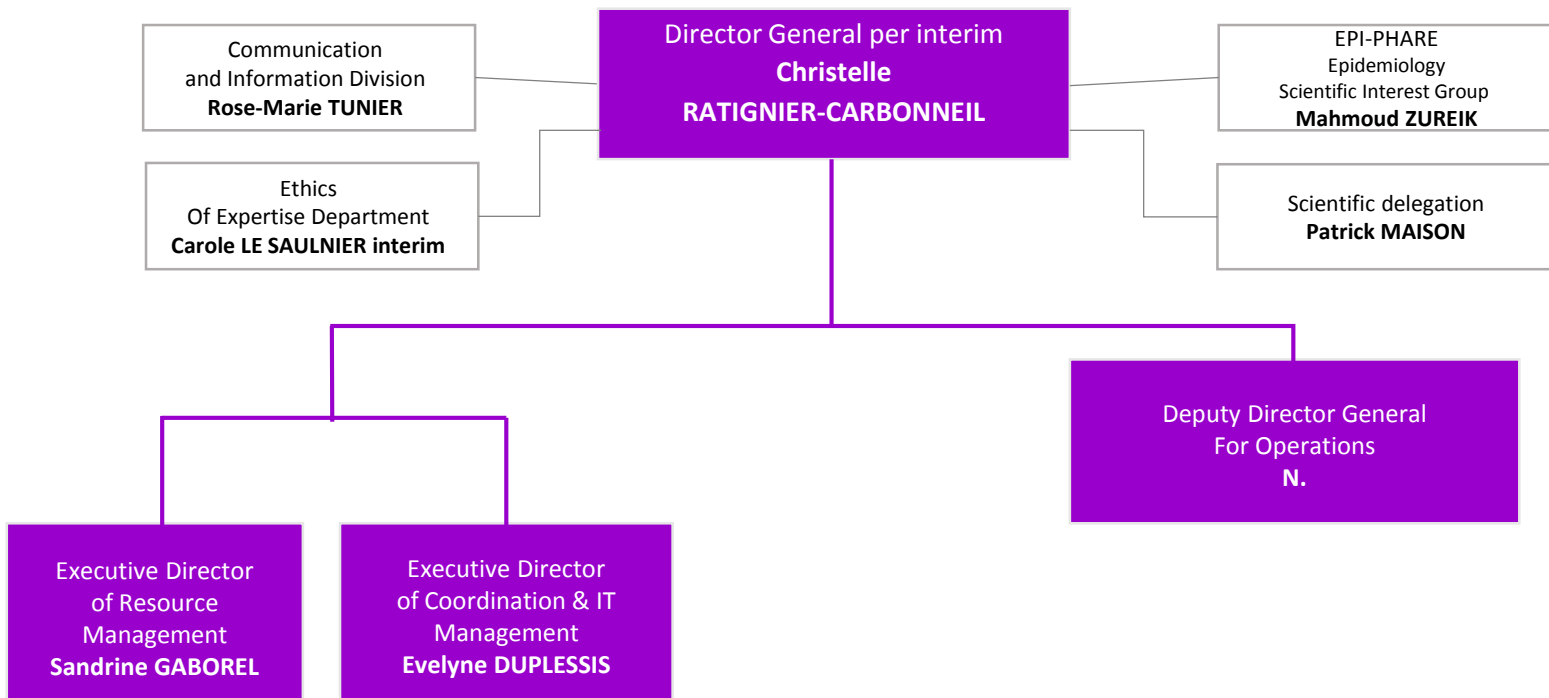 Communication
and Information Division
Rose-Marie TUNIER
Director General per interim
Christelle
RATIGNIER-CARBONNEIL
EPI-PHARE
Epidemiology
Scientific Interest Group
Mahmoud ZUREIK
Ethics
Of Expertise Department
Carole LE SAULNIER interim
Scientific delegation
Patrick MAISON
Deputy Director General
For Operations
N.
Executive Director
of Resource
Management
Sandrine GABOREL
Executive Director
of Coordination & IT
Management
Evelyne DUPLESSIS